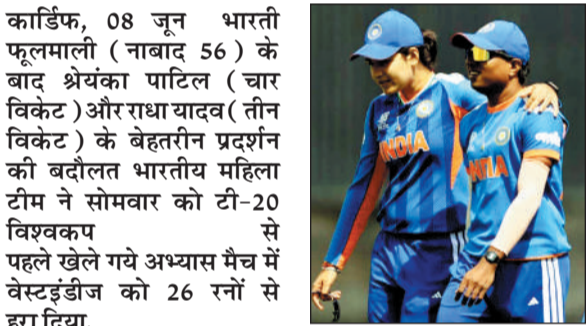 कार्डिफ, 08 जून भारती
फूलमाली ( नाबाद 56 ) के
बाद श्रेयंका पाटिल ( चार
विकेट ) और राधा यादव ( तीन
विकेट ) के बेहतरीन प्रदर्शन
की बदौलत भारतीय महिला
टीम ने सोमवार को टी-20
विश्वकप से
पहले खेले गये अभ्यास मैच में
वेस्टइंडीज को 26 रनों से
हरा दिया.
INDIA